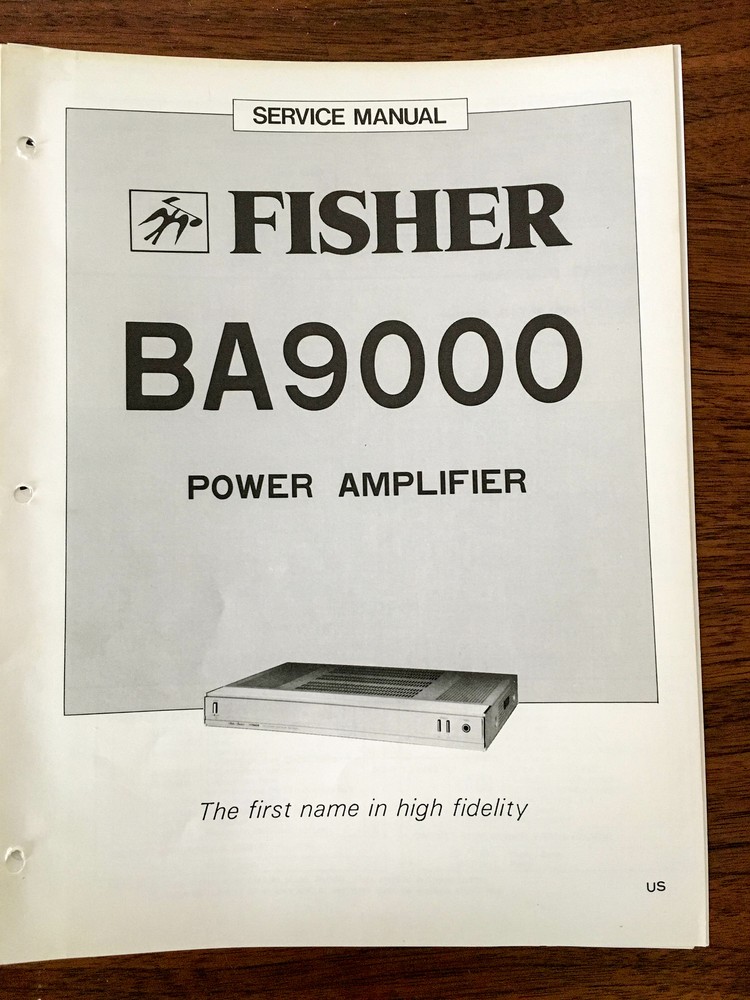 SERVICE MANUAL
FISHER
BA9000
POWER AMPLIFIER
The first name in high fidelity
US